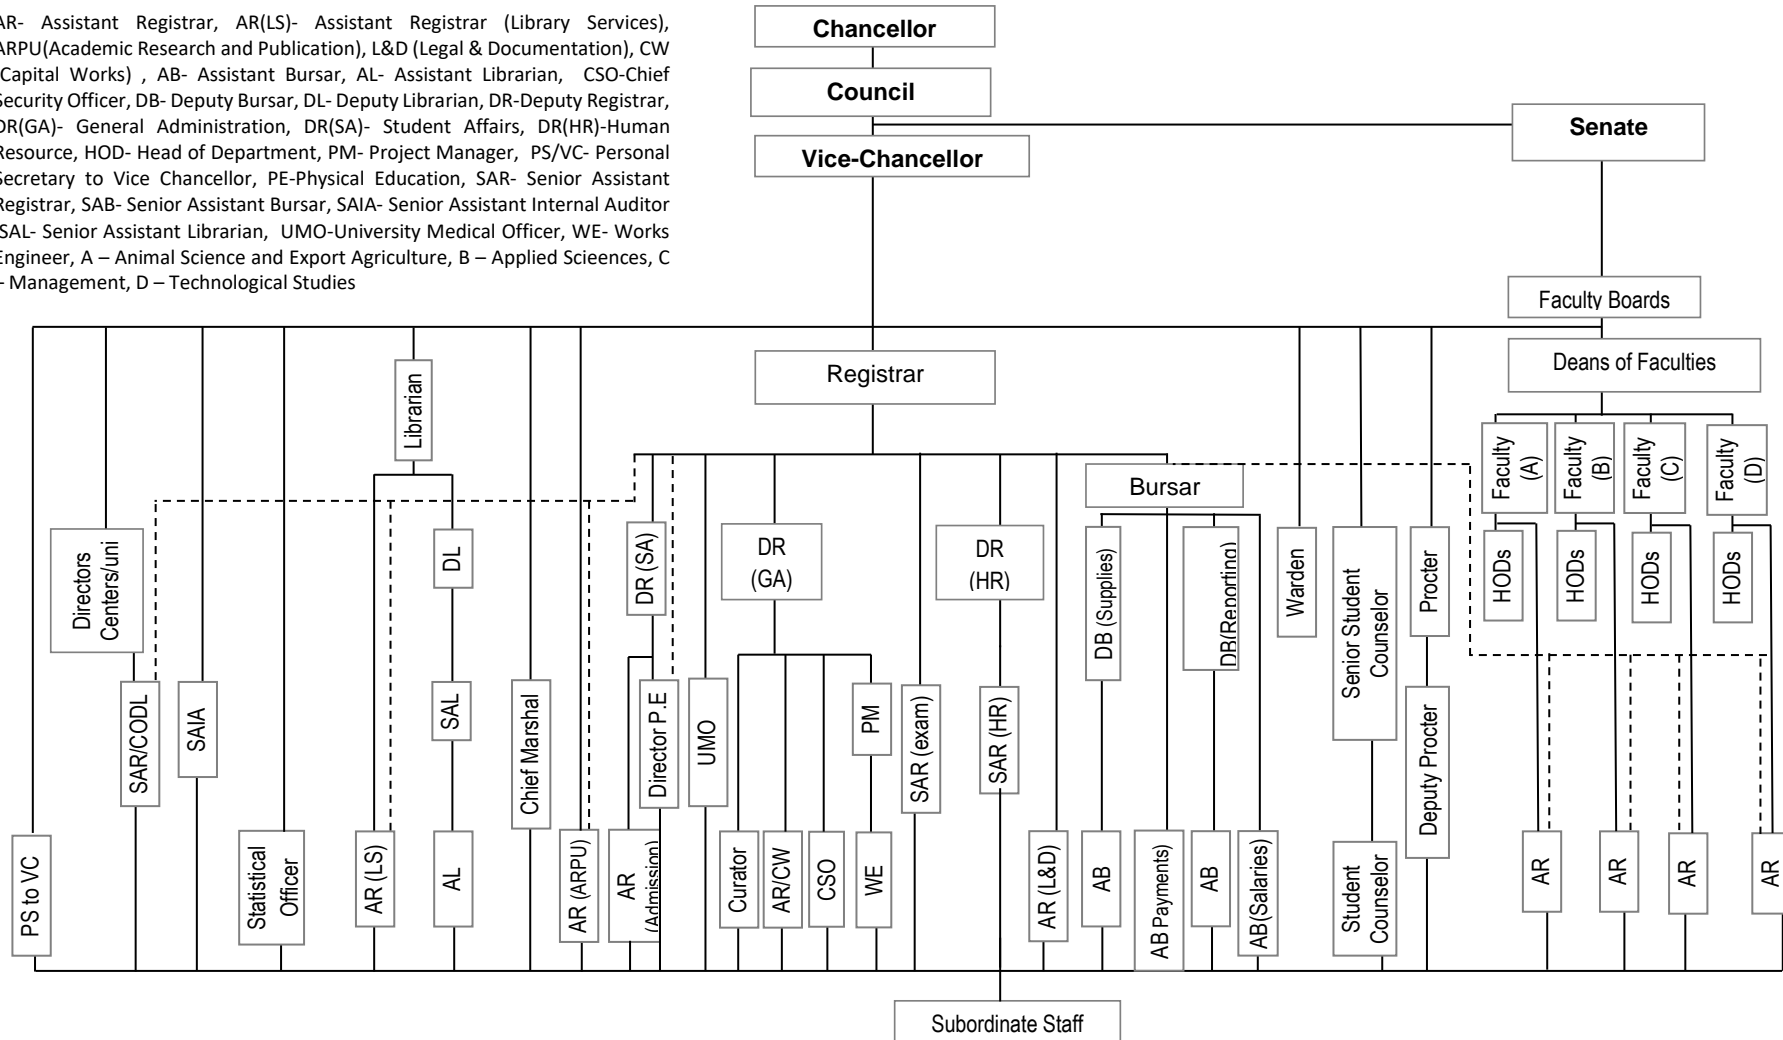 AR- Assistant Registrar, AR(LS)- Assistant Registrar (Library Services),
ARPU(Academic Research and Publication), L&D (Legal & Documentation), CW
Capital Works) , AB- Assistant Bursar, AL- Assistant Librarian, CSO-Chief
Security Officer, DB- Deputy Bursar, DL- Deputy Librarian, DR-Deputy Registrar,
DR(GA)- General Administration, DR(SA)- Student Affairs, DR(HR)-Human
Resource, HOD- Head of Department, PM- Project Manager, PS/VC- Personal
Secretary to Vice Chancellor, PE-Physical Education, SAR- Senior Assistant
Registrar, SAB- Senior Assistant Bursar, SAIA- Senior Assistant Internal Auditor
SAL- Senior Assistant Librarian, UMO-University Medical Officer, WE- Works
Engineer, A – Animal Science and Export Agriculture, B – Applied Scieences, C
– Management, D – Technological Studies
Chancellor
Council
Senate
Vice-Chancellor
Faculty Boards
Registrar
Deans of Faculties
Librarian
Faculty
(A)
Faculty
(B)
Faculty
(C)
Faculty
(D)
Bursar
Directors
Centers/uni
DL
DR (SA)
DR
(GA)
DR
(HR)
DB (Supplies)
DR(Reporting)
Warden
Senior Student
Counselor
Procter
HODs
HODs
HODs
HODs
SAR/CODL
SAIA
SAL
Chief Marshal
Director P.E
UMO
PM
SAR (exam)
SAR (HR)
Deputy Procter
PS to VC
Statistical
Officer
AR (LS)
AL
AR (ARPU)
AR
(Admission)
Curator
AR/CW
CSO
WE
AR (L&D)
AB
AB Payments)
AB
AB(Salaries)
Student
Counselor
AR
AR
AR
AR
Subordinate Staff